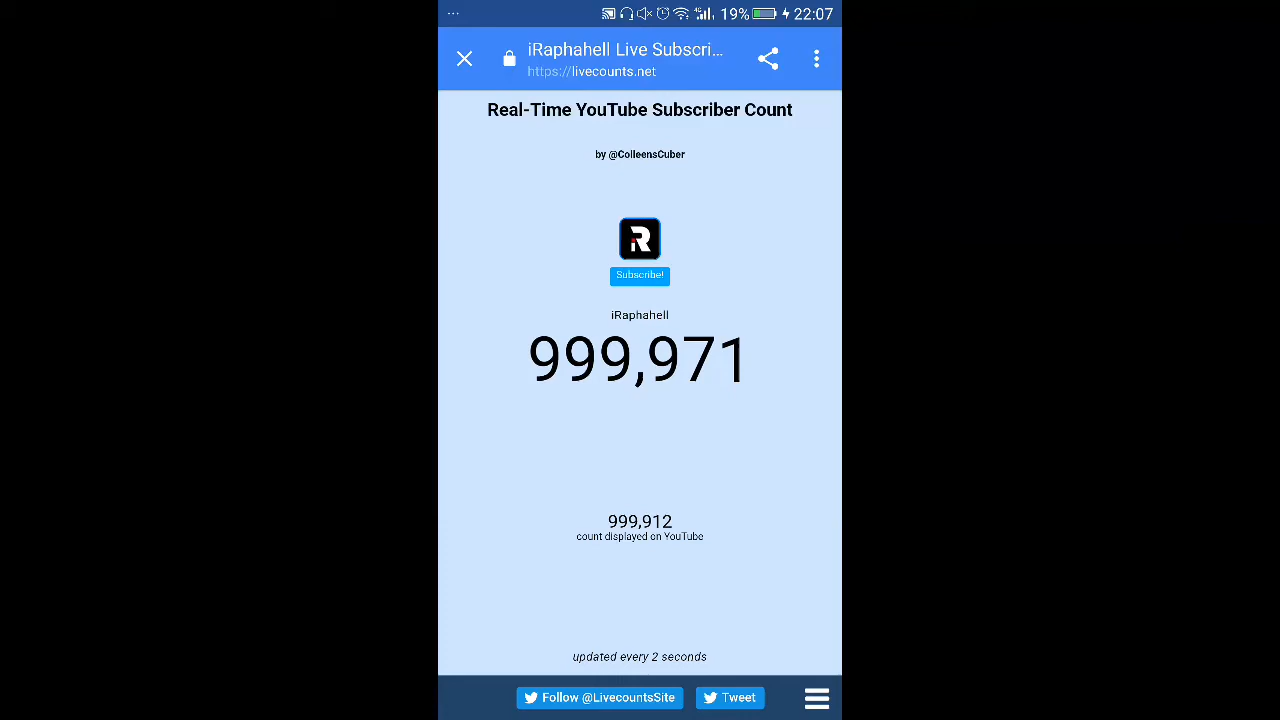 19% 22:07
iRaphahell Live Subscri...
https://livecounts.net
Real-Time YouTube Subscriber Count
by @ColleensCuber
iR
Subscribe!
iRaphahell
999,971
999,912
count displayed on YouTube
updated every 2 seconds
Follow @LivecountsSite Tweet